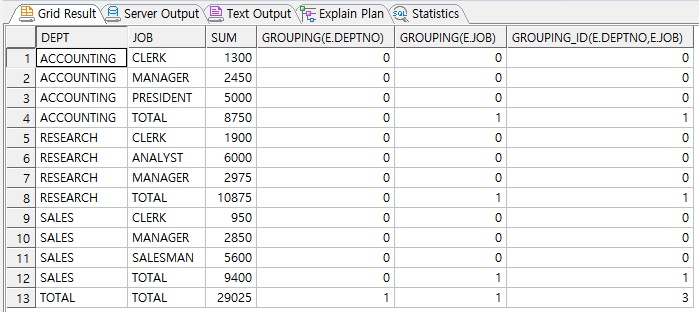 Grid Result Server Output Text Output Explain Plan SQL Statistics
DEPT JOB SUM GROUPING(E.DEPTNO) GROUPING(E.JOB) GROUPING_ID(E.DEPTNO,E.JOB)
1 ACCOUNTING CLERK 1300 0 0 0
2 ACCOUNTING MANAGER 2450 0 0 0
3 ACCOUNTING PRESIDENT 5000 0 0 0
4 ACCOUNTING TOTAL 8750 0 1 1
5 RESEARCH CLERK 1900 0 0 0
6 RESEARCH ANALYST 6000 0 0 0
7 RESEARCH MANAGER 2975 0 0 0
8 RESEARCH TOTAL 10875 0 1 1
9 SALES CLERK 950 0 0 0
10 SALES MANAGER 2850 0 0 0
11 SALES SALESMAN 5600 0 0 0
12 SALES TOTAL 9400 0 1 1
13 TOTAL TOTAL 29025 1 1 3